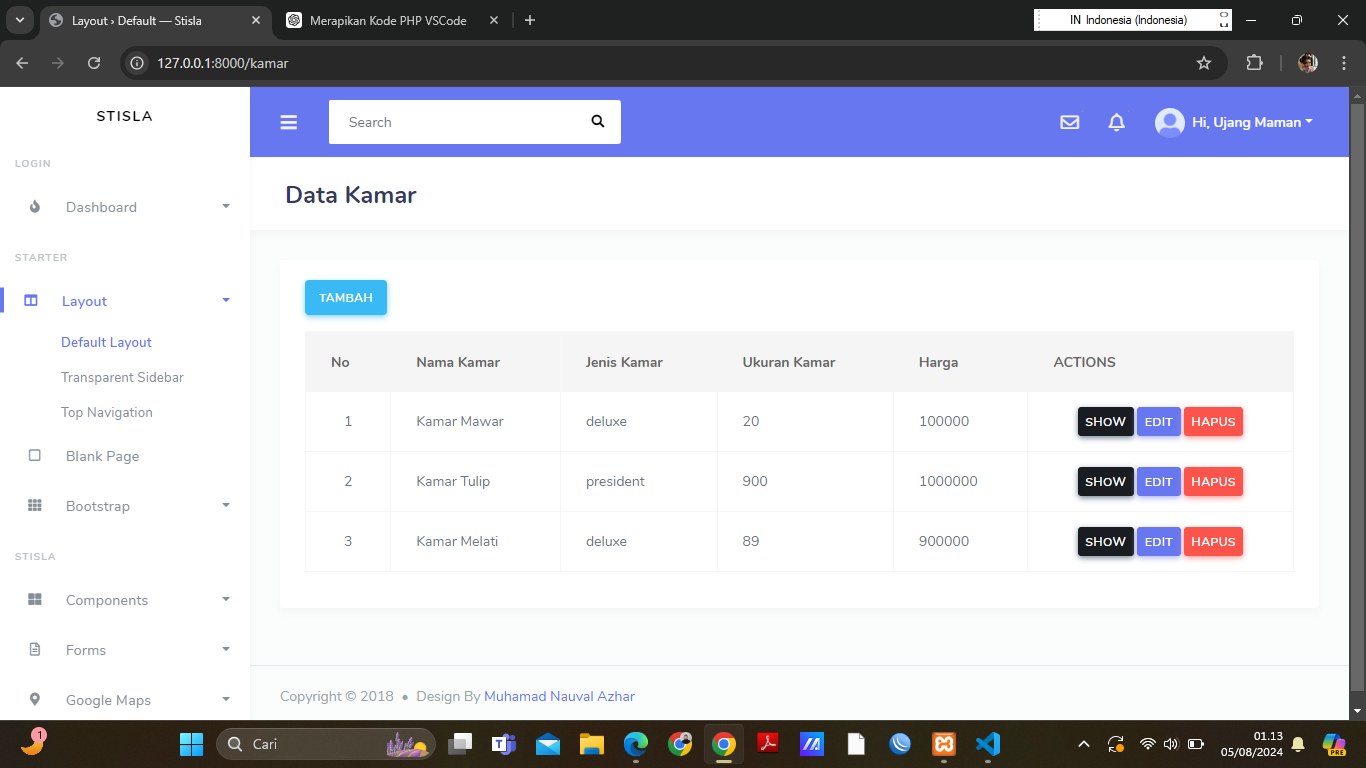 Layout › Default — Stisla
Merapikan Kode PHP VSCode
IN Indonesia (Indonesia)
127.0.0.1:8000/kamar
STISLA
Search
Hi, Ujang Maman
LOGIN
Dashboard
STARTER
Layout
Default Layout
Transparent Sidebar
Top Navigation
Blank Page
Bootstrap
STISLA
Components
Forms
Google Maps
Data Kamar
TAMBAH
No Nama Kamar Jenis Kamar Ukuran Kamar Harga ACTIONS
1 Kamar Mawar deluxe 20 100000 SHOW EDIT HAPUS
2 Kamar Tulip president 900 1000000 SHOW EDIT HAPUS
3 Kamar Melati deluxe 89 900000 SHOW EDIT HAPUS
Copyright © 2018 • Design By Muhamad Nauval Azhar
1
Cari
01.13
05/08/2024
PRE